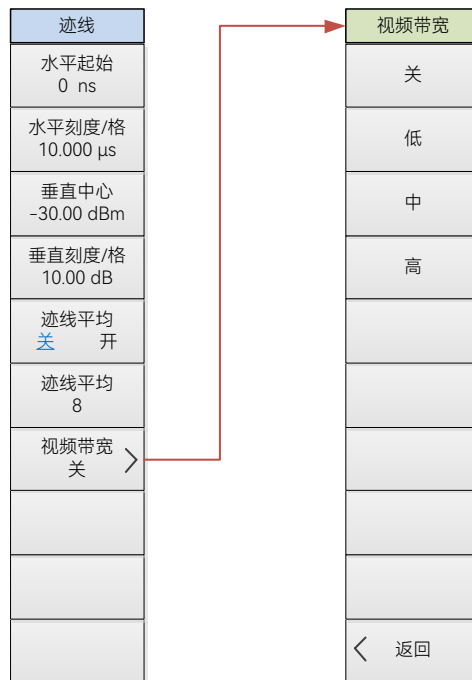 迹线
水平起始
0 ns
水平刻度/格
10.000 μs
垂直中心
-30.00 dBm
垂直刻度/格
10.00 dB
迹线平均
关 开
迹线平均
8
视频带宽
关
视频带宽
关
低
中
高
返回